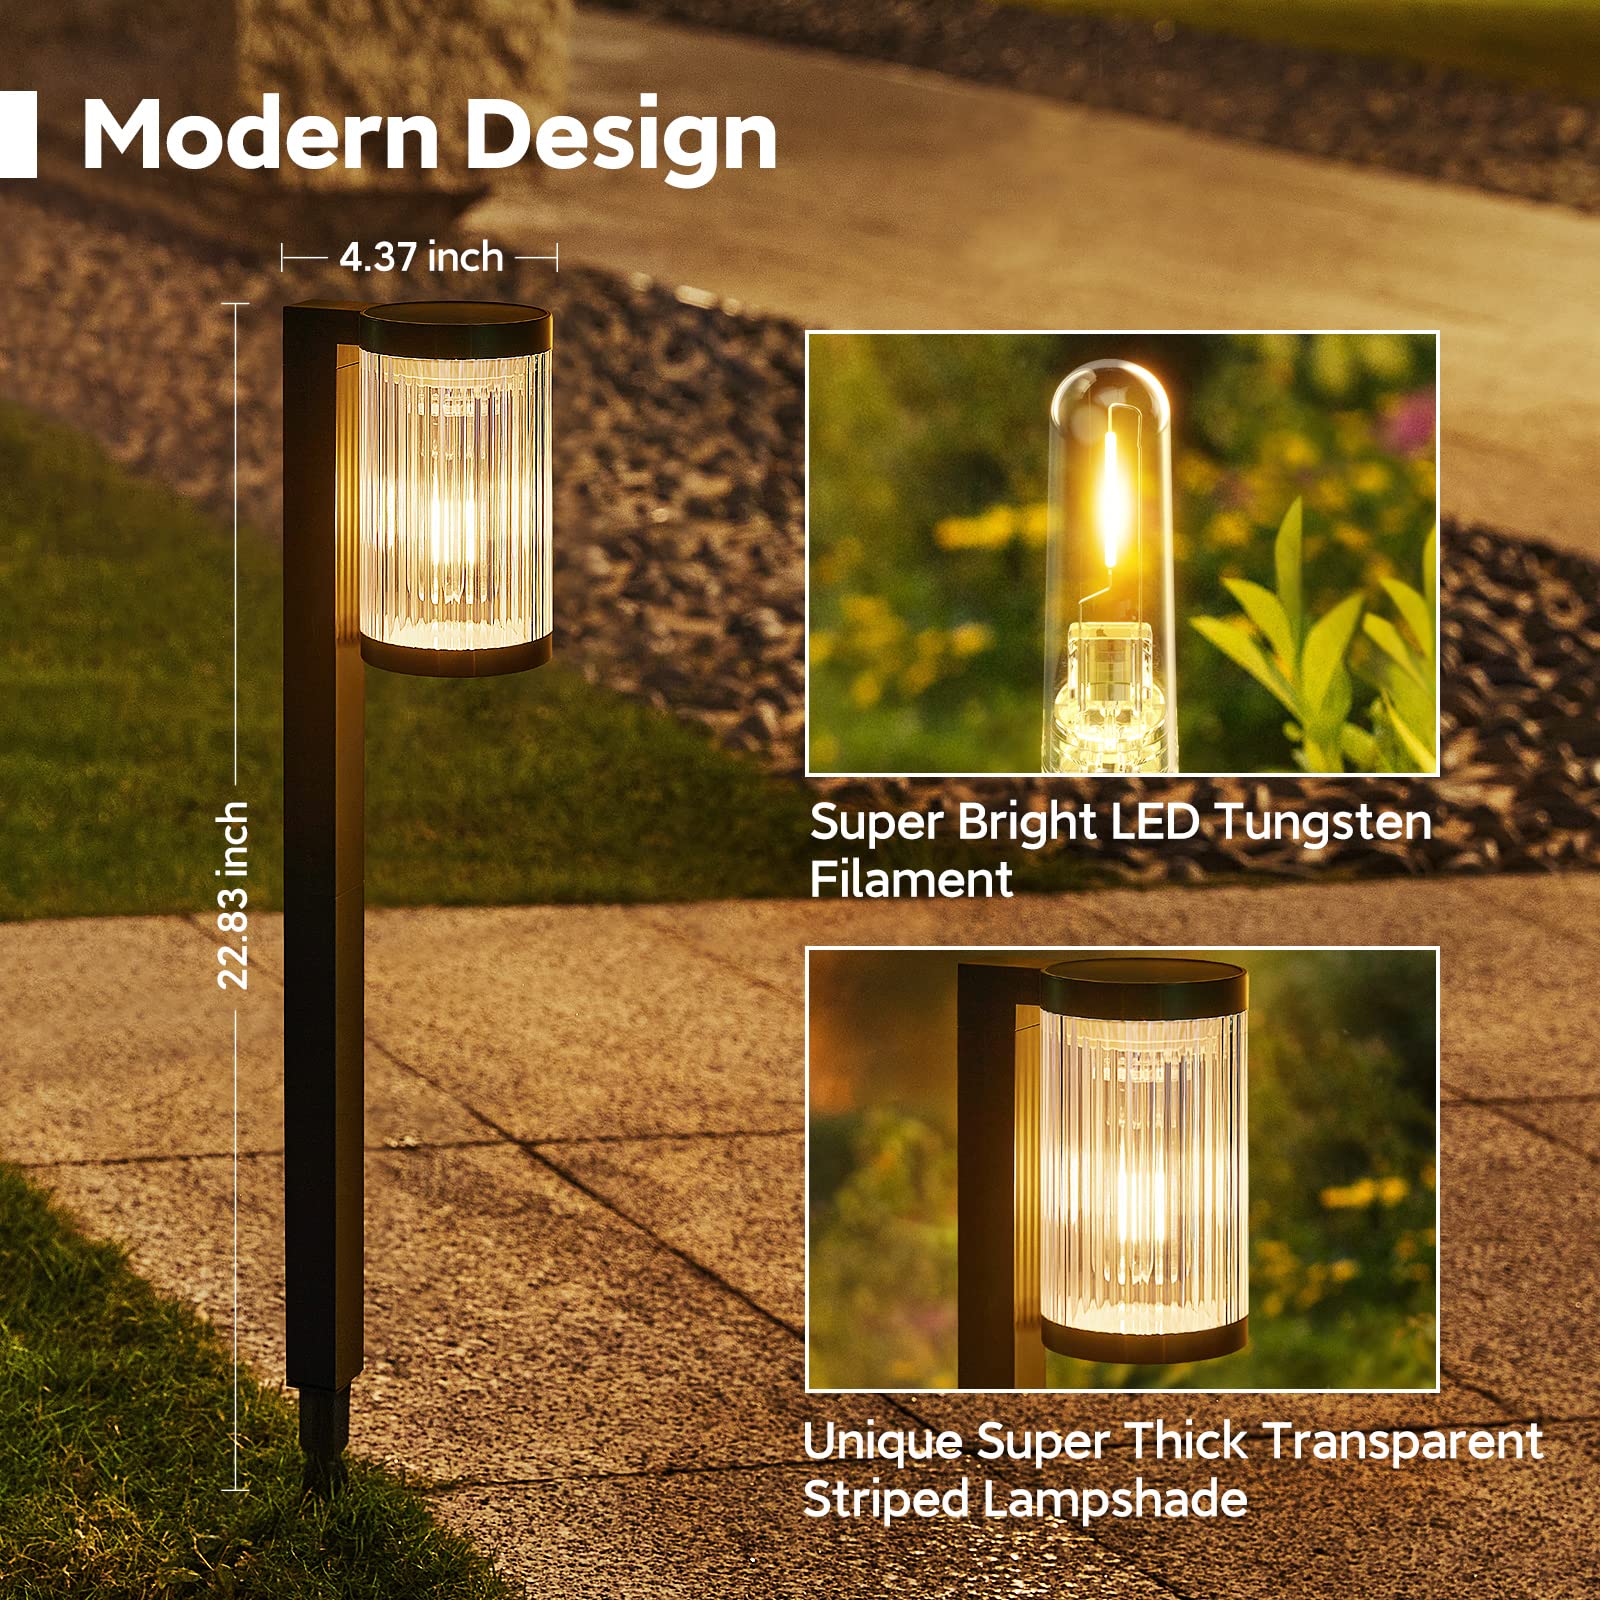 Modern Design
4.37 inch
22.83 inch
Super Bright LED Tungsten
Filament
Unique Super Thick Transparent
Striped Lampshade